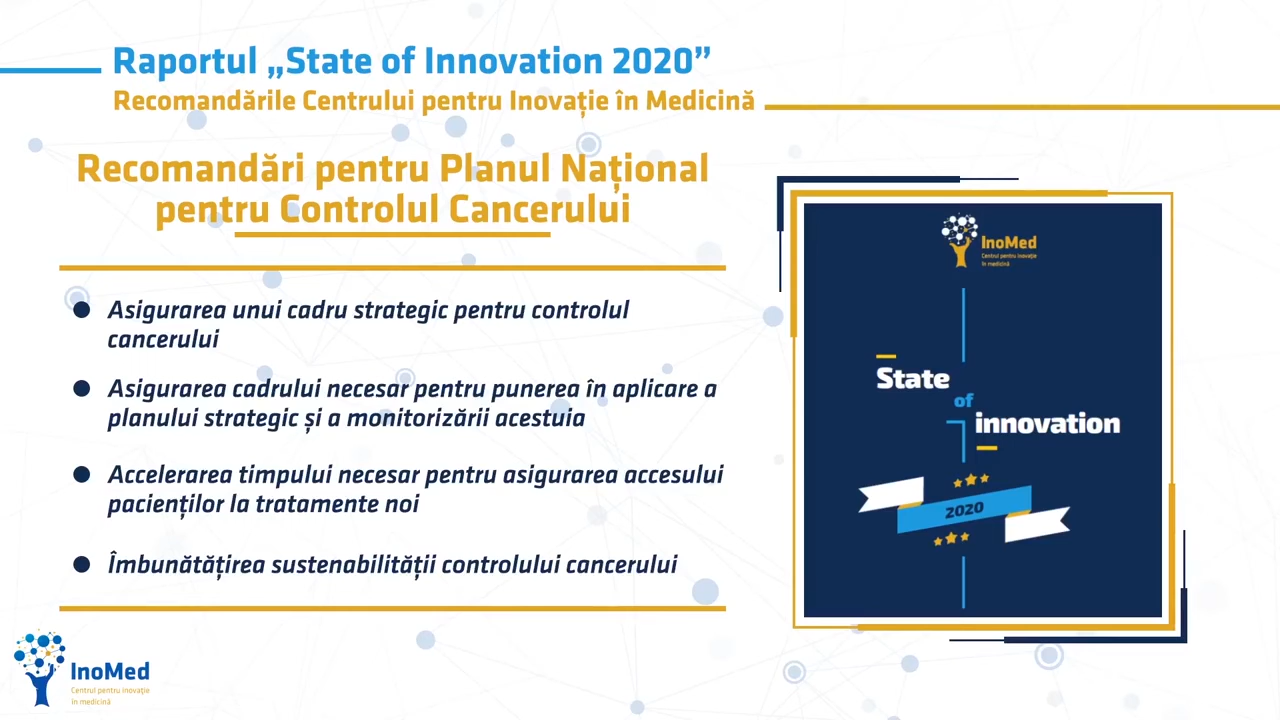 Raportul „State of Innovation 2020”
Recomandările Centrului pentru Inovație în Medicină
Recomandări pentru Planul Național
pentru Controlul Cancerului
Asigurarea unui cadru strategic pentru controlul
cancerului
Asigurarea cadrului necesar pentru punerea în aplicare a
planului strategic și a monitorizării acestuia
Accelerarea timpului necesar pentru asigurarea accesului
pacienților la tratamente noi
Îmbunătățirea sustenabilității controlului cancerului
InoMed
Centrul pentru inovație
în medicină
State
of
innovation
2020
InoMed
Centrul pentru inovație
în medicină